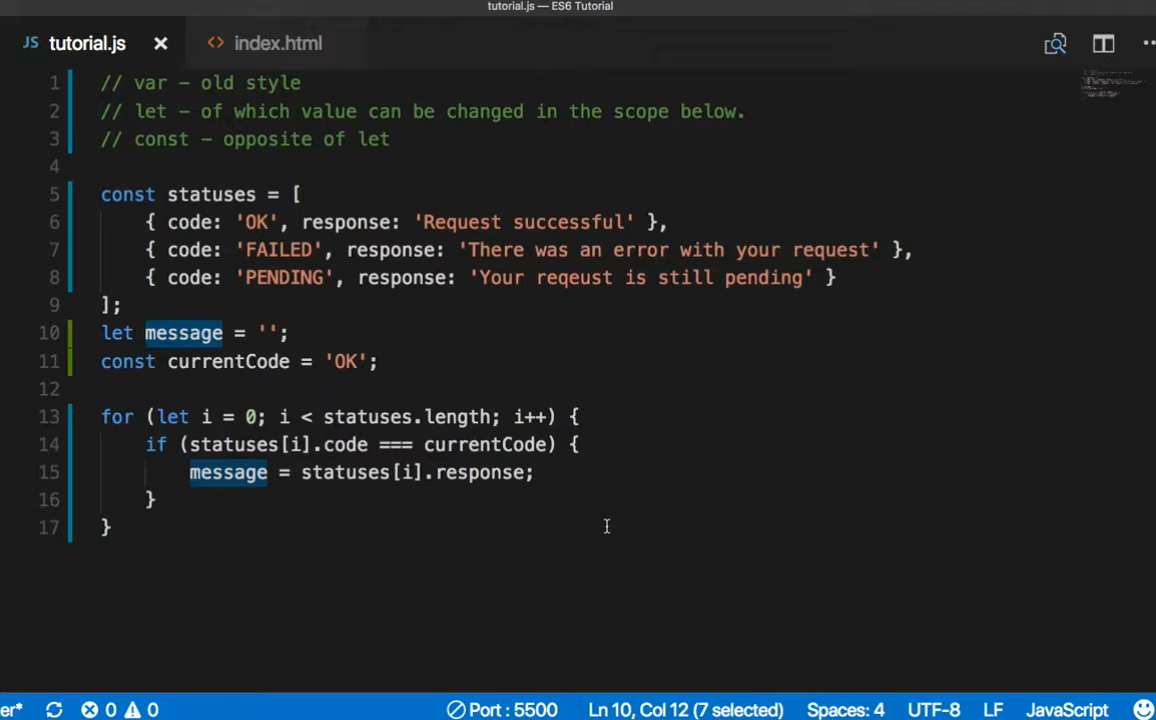 tutorial.js — ES6 Tutorial
JS tutorial.js × <> index.html
1 // var – old style
2 // let – of which value can be changed in the scope below.
3 // const – opposite of let
4
5 const statuses = [
6 { code: 'OK', response: 'Request successful' },
7 { code: 'FAILED', response: 'There was an error with your request' },
8 { code: 'PENDING', response: 'Your reqeust is still pending' }
9 ];
10 let message = '';
11 const currentCode = 'OK';
12
13 for (let i = 0; i < statuses.length; i++) {
14 if (statuses[i].code === currentCode) {
15 message = statuses[i].response;
16 }
17 }
er* 0 0 Port : 5500 Ln 10, Col 12 (7 selected) Spaces: 4 UTF-8 LF JavaScript